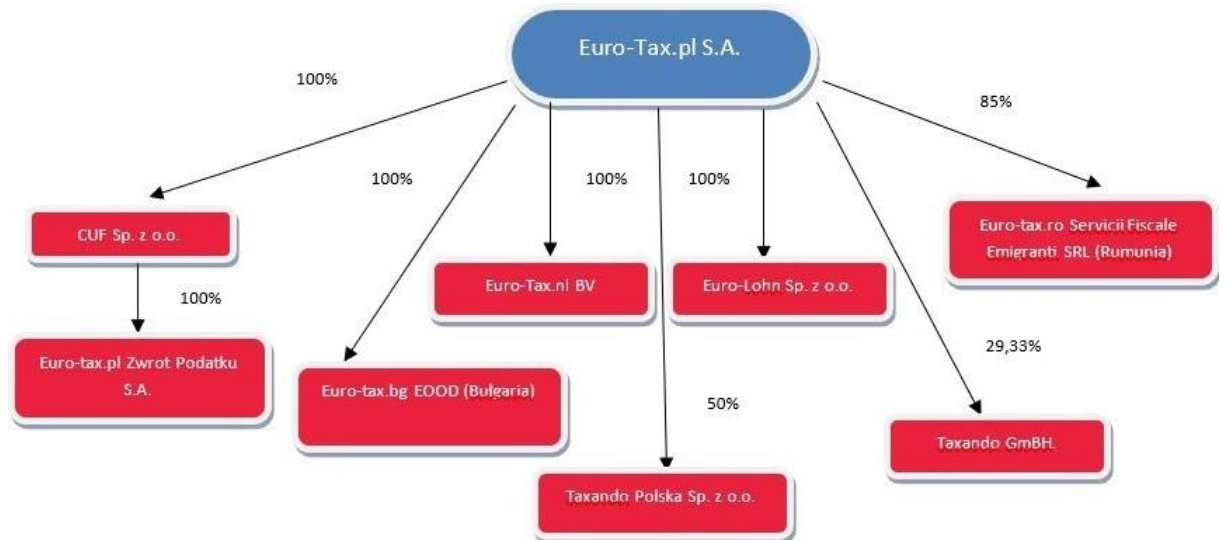 Euro-Tax.pl S.A.
100%
85%
100%
100%
100%
CUF Sp. z o.o.
Euro-tax.ro Servicii Fiscale
Emigranti SRL (Rumunia)
Euro-Tax.nl BV
Euro-Lohn Sp. z o.o.
100%
29,33%
Euro-tax.pl Zwrot Podatku
S.A.
Euro-tax.bg EOOD (Bułgaria)
50%
Taxando GmBH.
Taxando Polska Sp. z o.o.